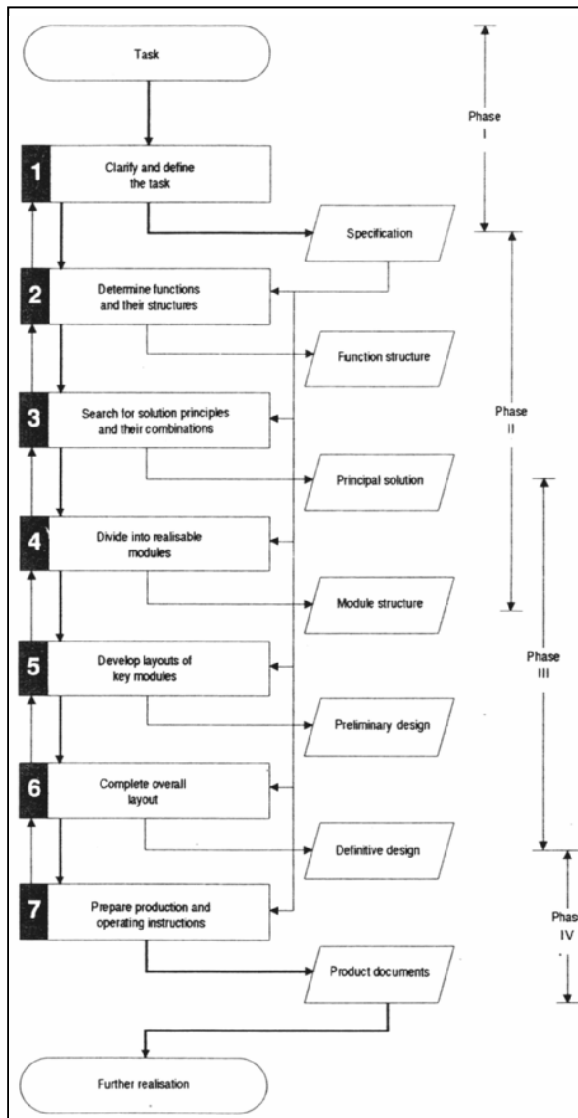 Task
Phase
I
1
Clarify and define
the task
Specification
2
Determine functions
and their structures
Function structure
3
Search for solution principles
and their combinations
Phase
II
Principal solution
4
Divide into realisable
modules
Module structure
5
Develop layouts of
key modules
Phase
III
Preliminary design
6
Complete overall
layout
Definitive design
7
Prepare production and
operating instructions
Phase
IV
Product documents
Further realisation